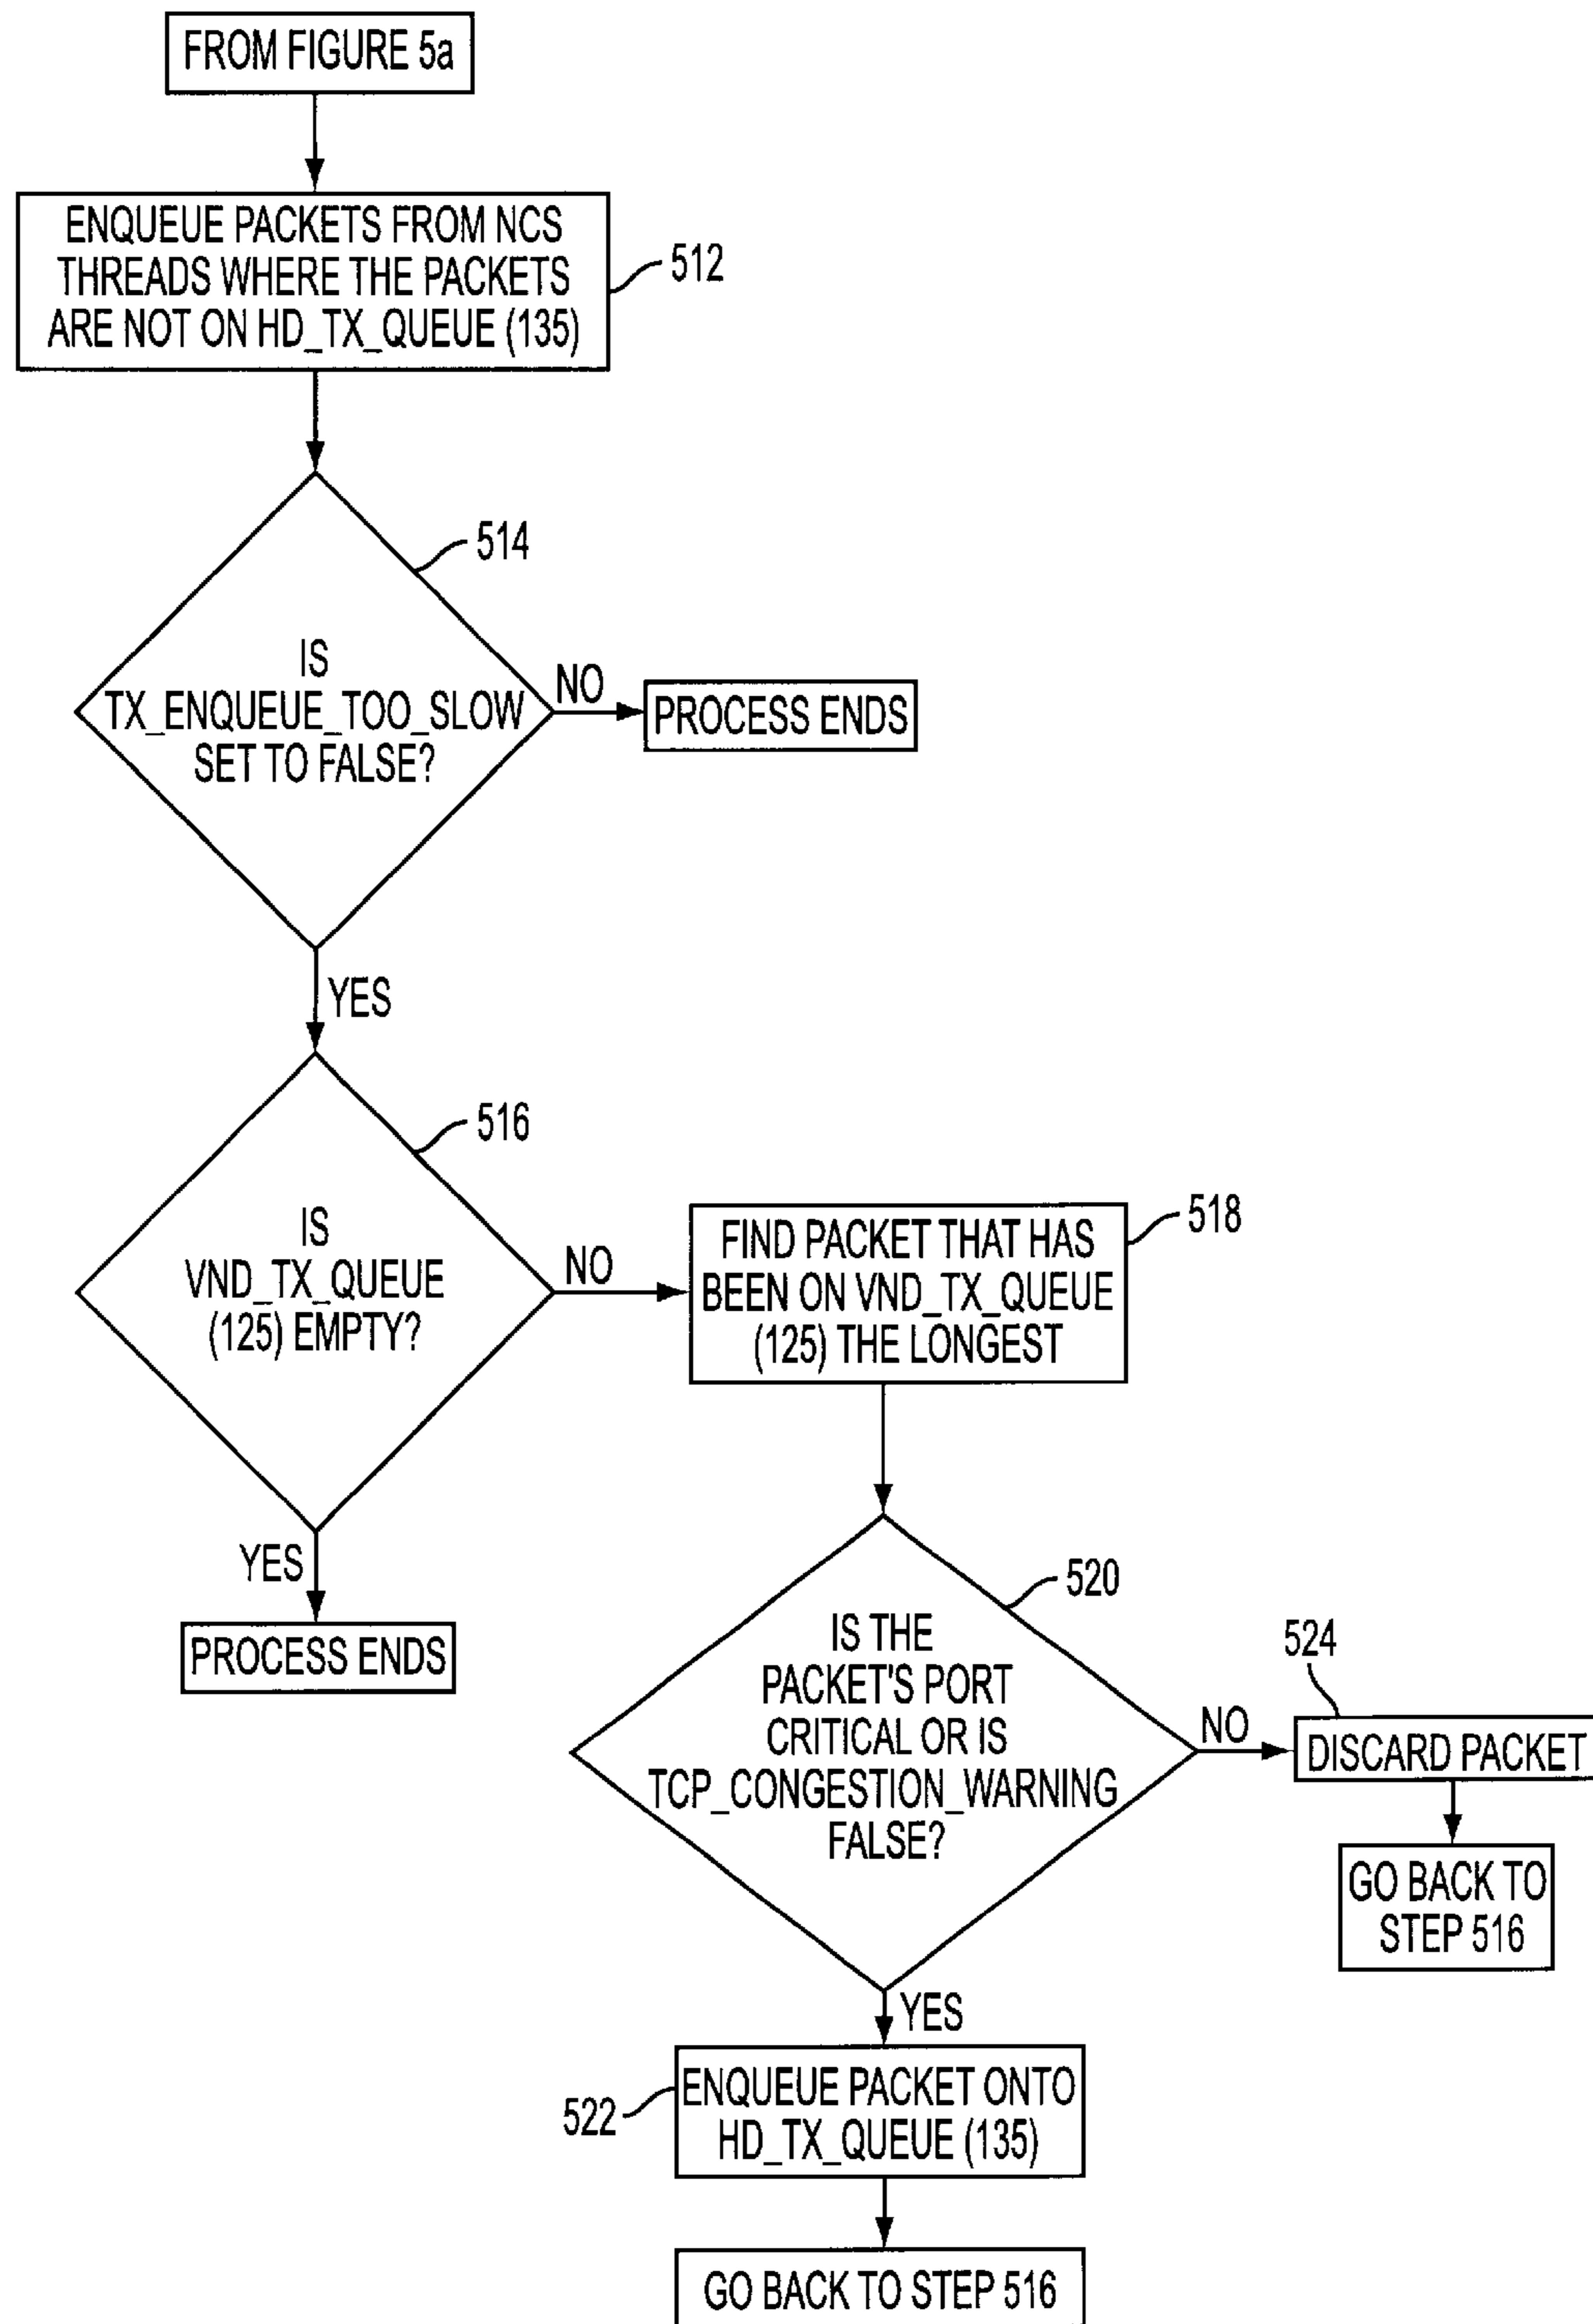 FROM FIGURE 5a
ENQUEUE PACKETS FROM NCS
THREADS WHERE THE PACKETS
ARE NOT ON HD_TX_QUEUE (135)
512
514
IS
TX_ENQUEUE_TOO_SLOW
SET TO FALSE?
NO
PROCESS ENDS
YES
516
IS
VND_TX_QUEUE
(125) EMPTY?
NO
518
FIND PACKET THAT HAS
BEEN ON VND_TX_QUEUE
(125) THE LONGEST
YES
PROCESS ENDS
520
IS THE
PACKET'S PORT
CRITICAL OR IS
TCP_CONGESTION_WARNING
FALSE?
NO
524
DISCARD PACKET
GO BACK TO
STEP 516
YES
522
ENQUEUE PACKET ONTO
HD_TX_QUEUE (135)
GO BACK TO STEP 516